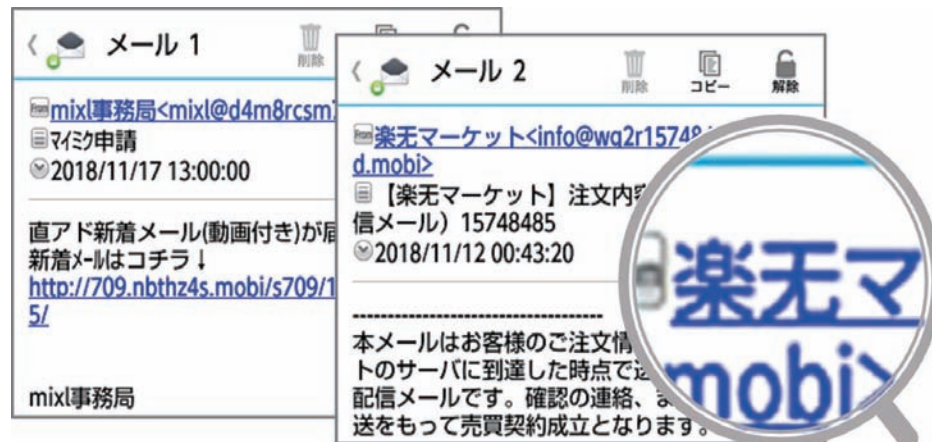 メール 1
削除
mixl事務局<mixl@d4m8rcsm
マイミク申請
2018/11/17 13:00:00
直アド新着メール(動画付き)が届
新着メールはコチラ↓
http://709.nbthz4s.mobi/s709/1
5/
mixl事務局
メール 2
削除
コピー
解除
From
楽无マーケット<info@wq2r15748
d.mobi>
【楽无マーケット】注文内容
信メール）15748485
2018/11/12 00:43:20
------------------------------------
本メールはお客様のご注文情
トのサーバに到達した時点で送
配信メールです。確認の連絡、ま
送をもって売買契約成立となります。
楽无マ
mobi>